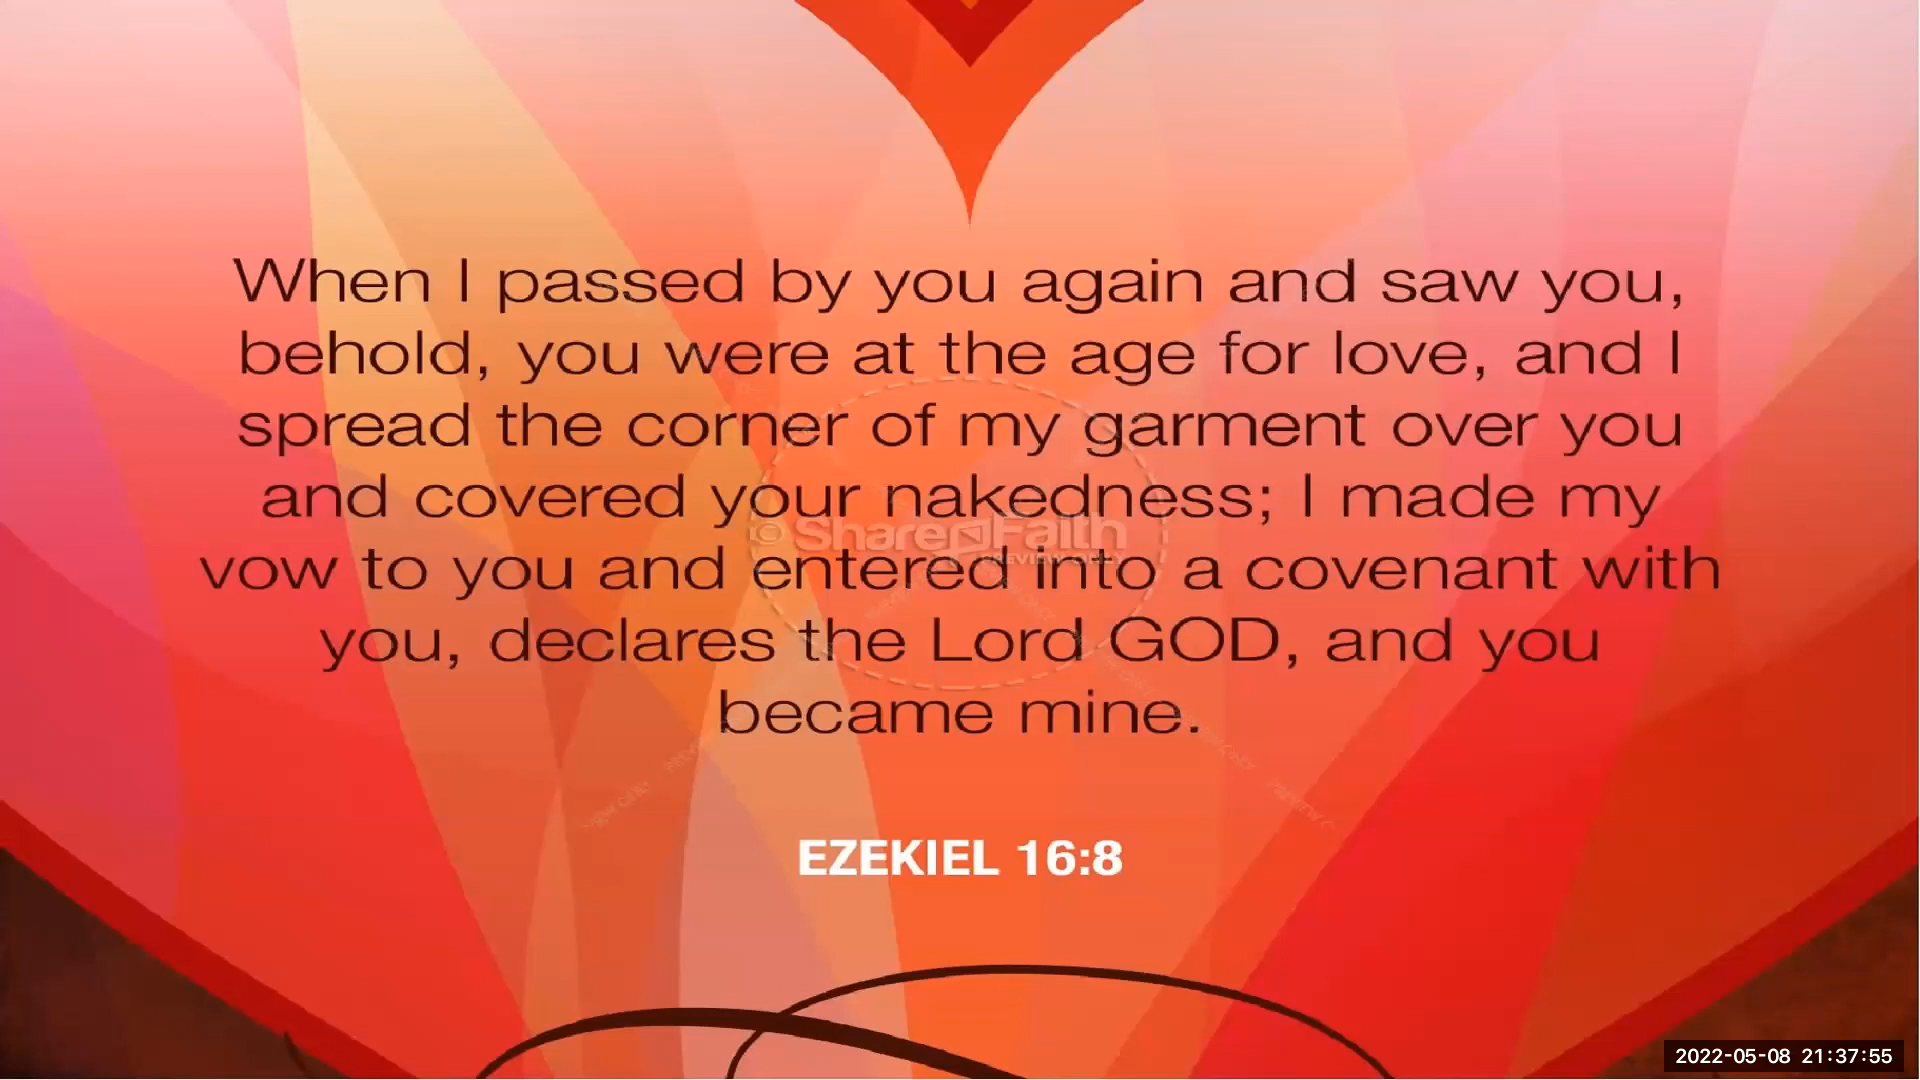 When I passed by you again and saw you,
behold, you were at the age for love, and I
spread the corner of my garment over you
and covered your nakedness; I made my
vow to you and entered into a covenant with
you, declares the Lord GOD, and you
became mine.
© ShareFaith
PREVIEW ONLY
EZEKIEL 16:8
2022-05-08 21:37:55